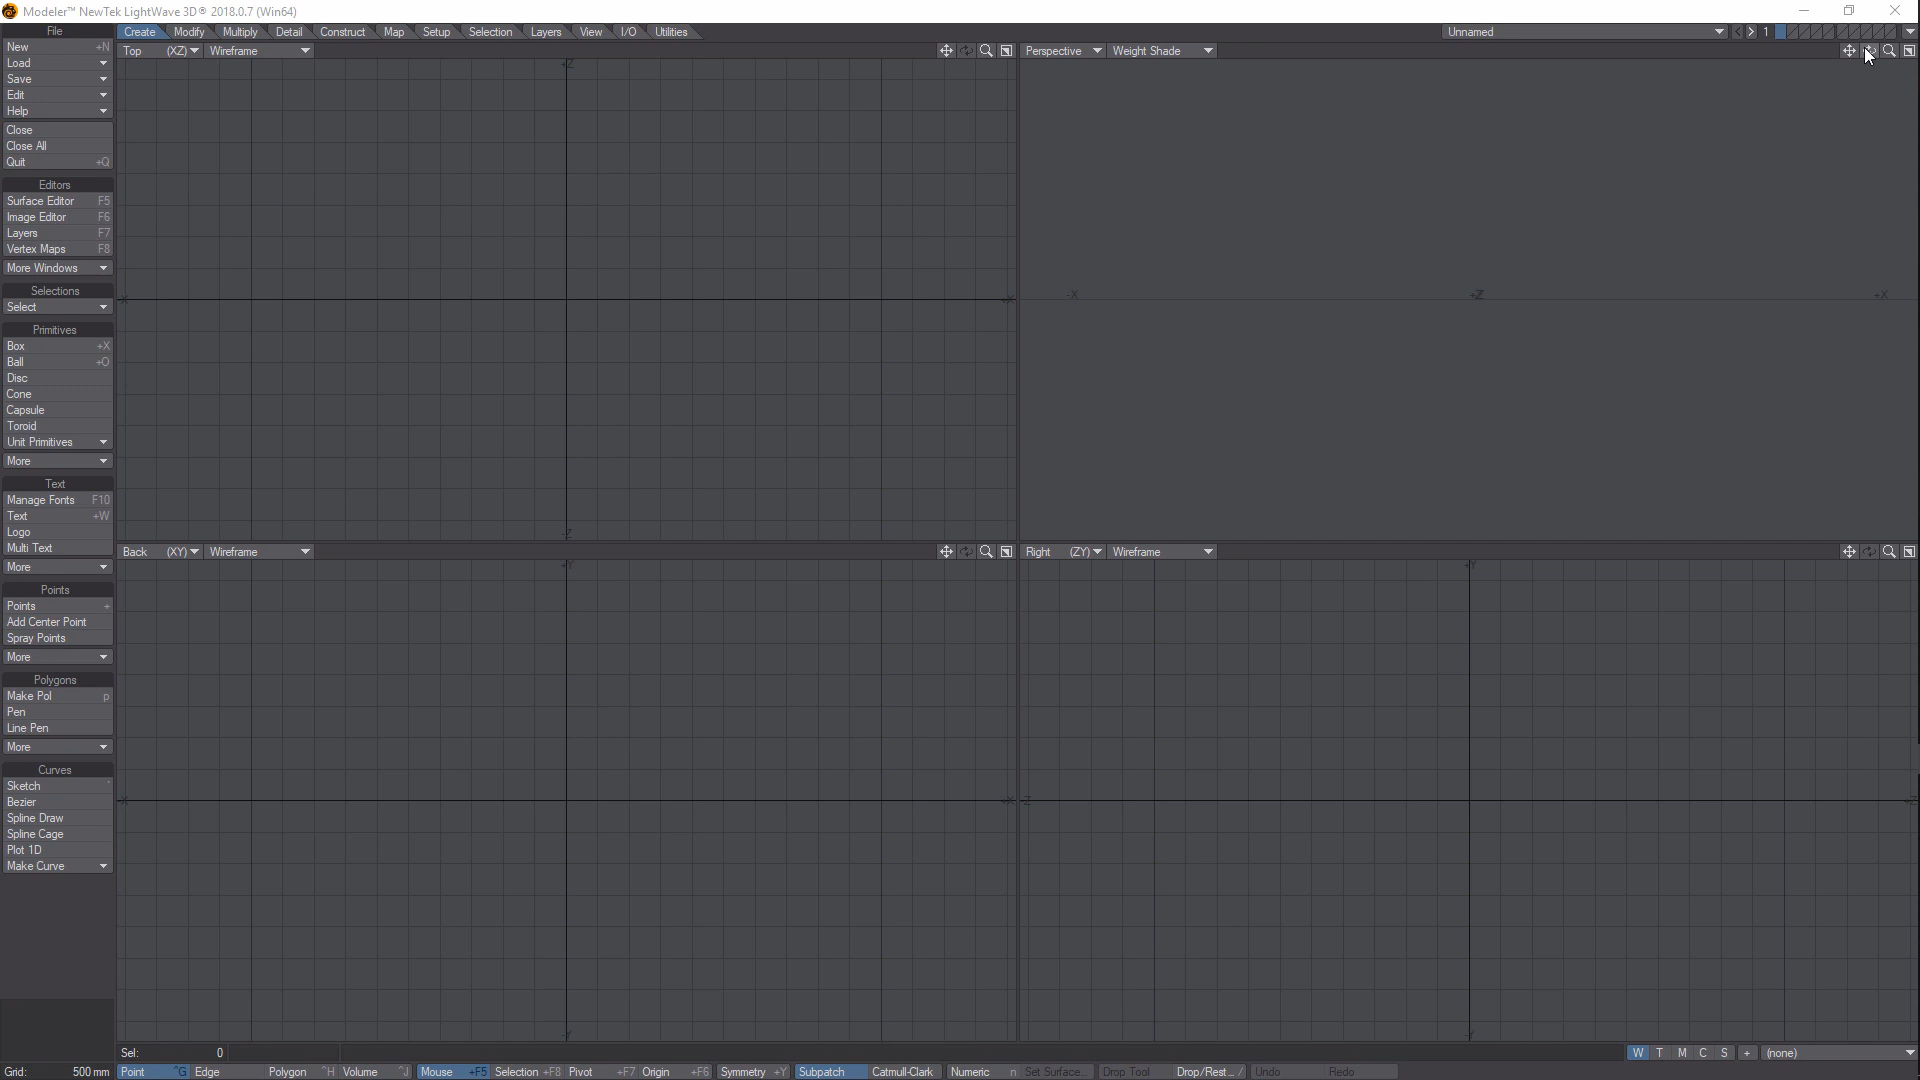 Modeler™ NewTek LightWave 3D® 2018.0.7 (Win64)
File
Create Modify Multiply Detail Construct Map Setup Selection Layers View I/O Utilities
Unnamed 1
Top (XZ) Wireframe
Perspective Weight Shade
New +N
Load
Save
Edit
Help
Close
Close All
Quit +Q
Editors
Surface Editor F5
Image Editor F6
Layers F7
Vertex Maps F8
More Windows
Selections
Select
Primitives
Box +X
Ball +O
Disc
Cone
Capsule
Toroid
Unit Primitives
More
Text
Manage Fonts F10
Text +W
Logo
Multi Text
More
Points
Points +
Add Center Point
Spray Points
More
Polygons
Make Pol p
Pen
Line Pen
More
Curves
Sketch `
Bezier
Spline Draw
Spline Cage
Plot 1D
Make Curve
+Z
-X +X
-Z
-X +Z +X
Back (XY) Wireframe
Right (ZY) Wireframe
+Y
-X +X
-Y
+Y
-Z +Z
-Y
Sel: 0
W T M C S + (none)
Grid: 500 mm Point ^G Edge Polygon ^H Volume ^J Mouse +F5 Selection +F8 Pivot +F7 Origin +F6 Symmetry +Y Subpatch Catmull-Clark Numeric n Set Surface... Drop Tool Drop/Rest... / Undo Redo